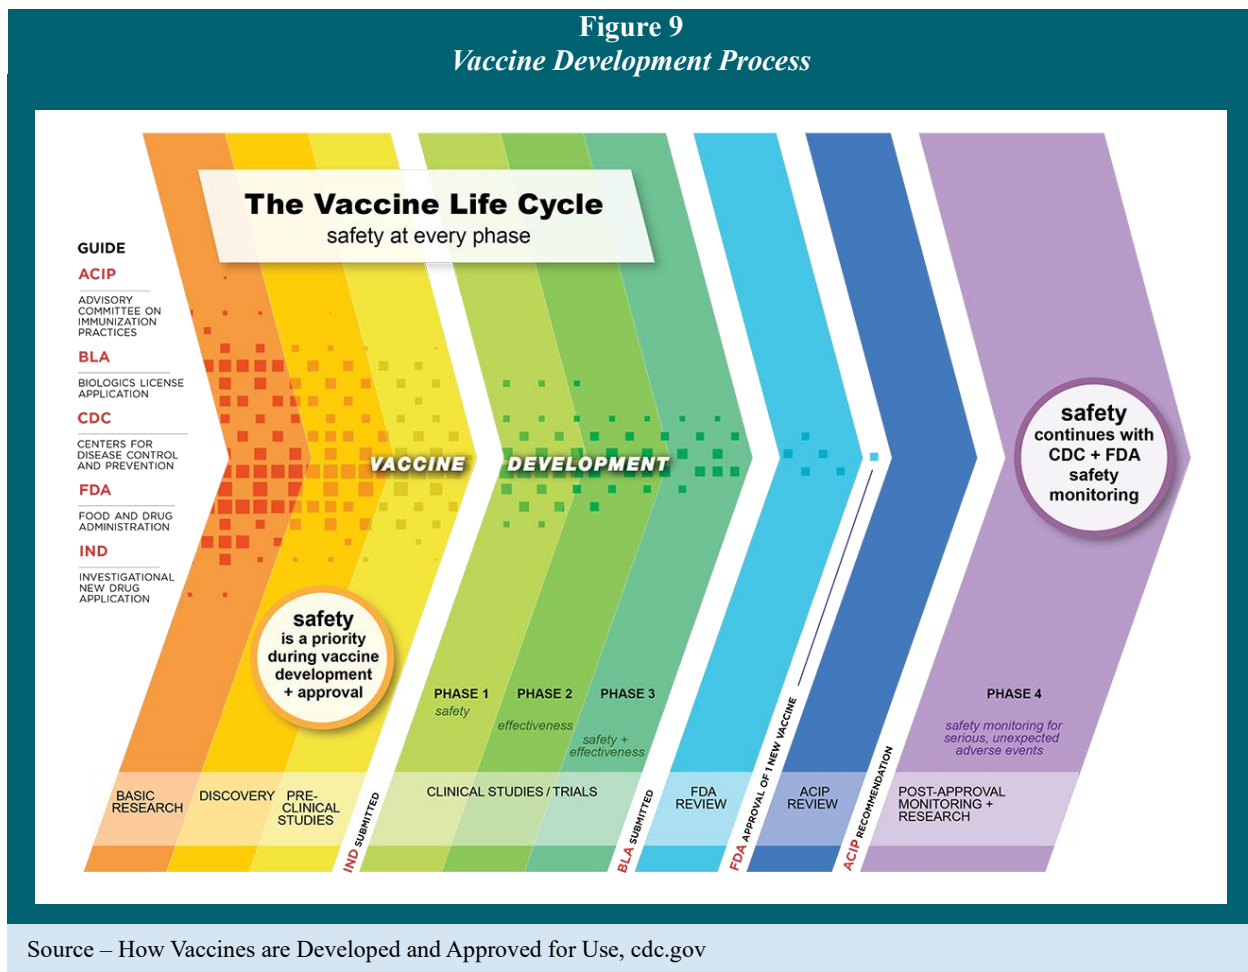 Figure 9
Vaccine Development Process
The Vaccine Life Cycle
safety at every phase
GUIDE
ACIP
ADVISORY
COMMITTEE ON
IMMUNIZATION
PRACTICES
BLA
BIOLOGICS LICENSE
APPLICATION
CDC
CENTERS FOR
DISEASE CONTROL
AND PREVENTION
FDA
FOOD AND DRUG
ADMINISTRATION
IND
INVESTIGATIONAL
NEW DRUG
APPLICATION
VACCINE DEVELOPMENT
safety
continues with
CDC + FDA
safety
monitoring
safety
is a priority
during vaccine
development
+ approval
PHASE 1
safety
PHASE 2
effectiveness
PHASE 3
safety +
effectiveness
PHASE 4
safety monitoring for
serious, unexpected
adverse events
BASIC
RESEARCH
DISCOVERY
PRE-
CLINICAL
STUDIES
IND SUBMITTED
CLINICAL STUDIES / TRIALS
BLA SUBMITTED
FDA
REVIEW
FDA APPROVAL OF 1 NEW VACCINE
ACIP
REVIEW
ACIP RECOMMENDATION
POST-APPROVAL
MONITORING +
RESEARCH
Source – How Vaccines are Developed and Approved for Use, cdc.gov